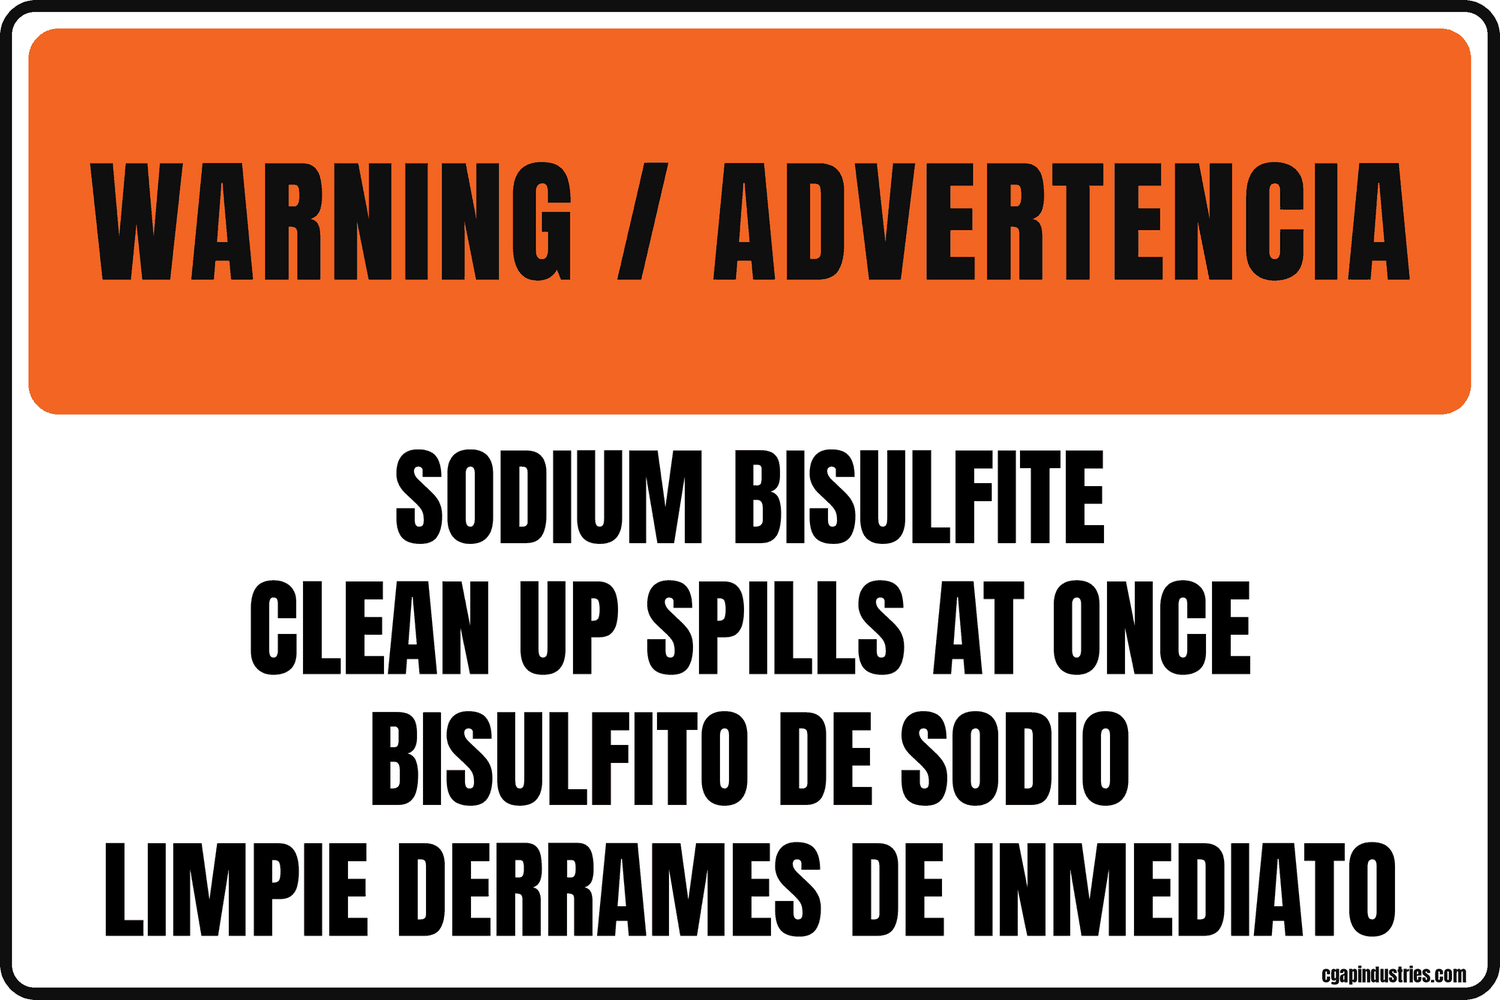 WARNING / ADVERTENCIA
SODIUM BISULFITE
CLEAN UP SPILLS AT ONCE
BISULFITO DE SODIO
LIMPIE DERRAMES DE INMEDIATO
cgapindustries.com